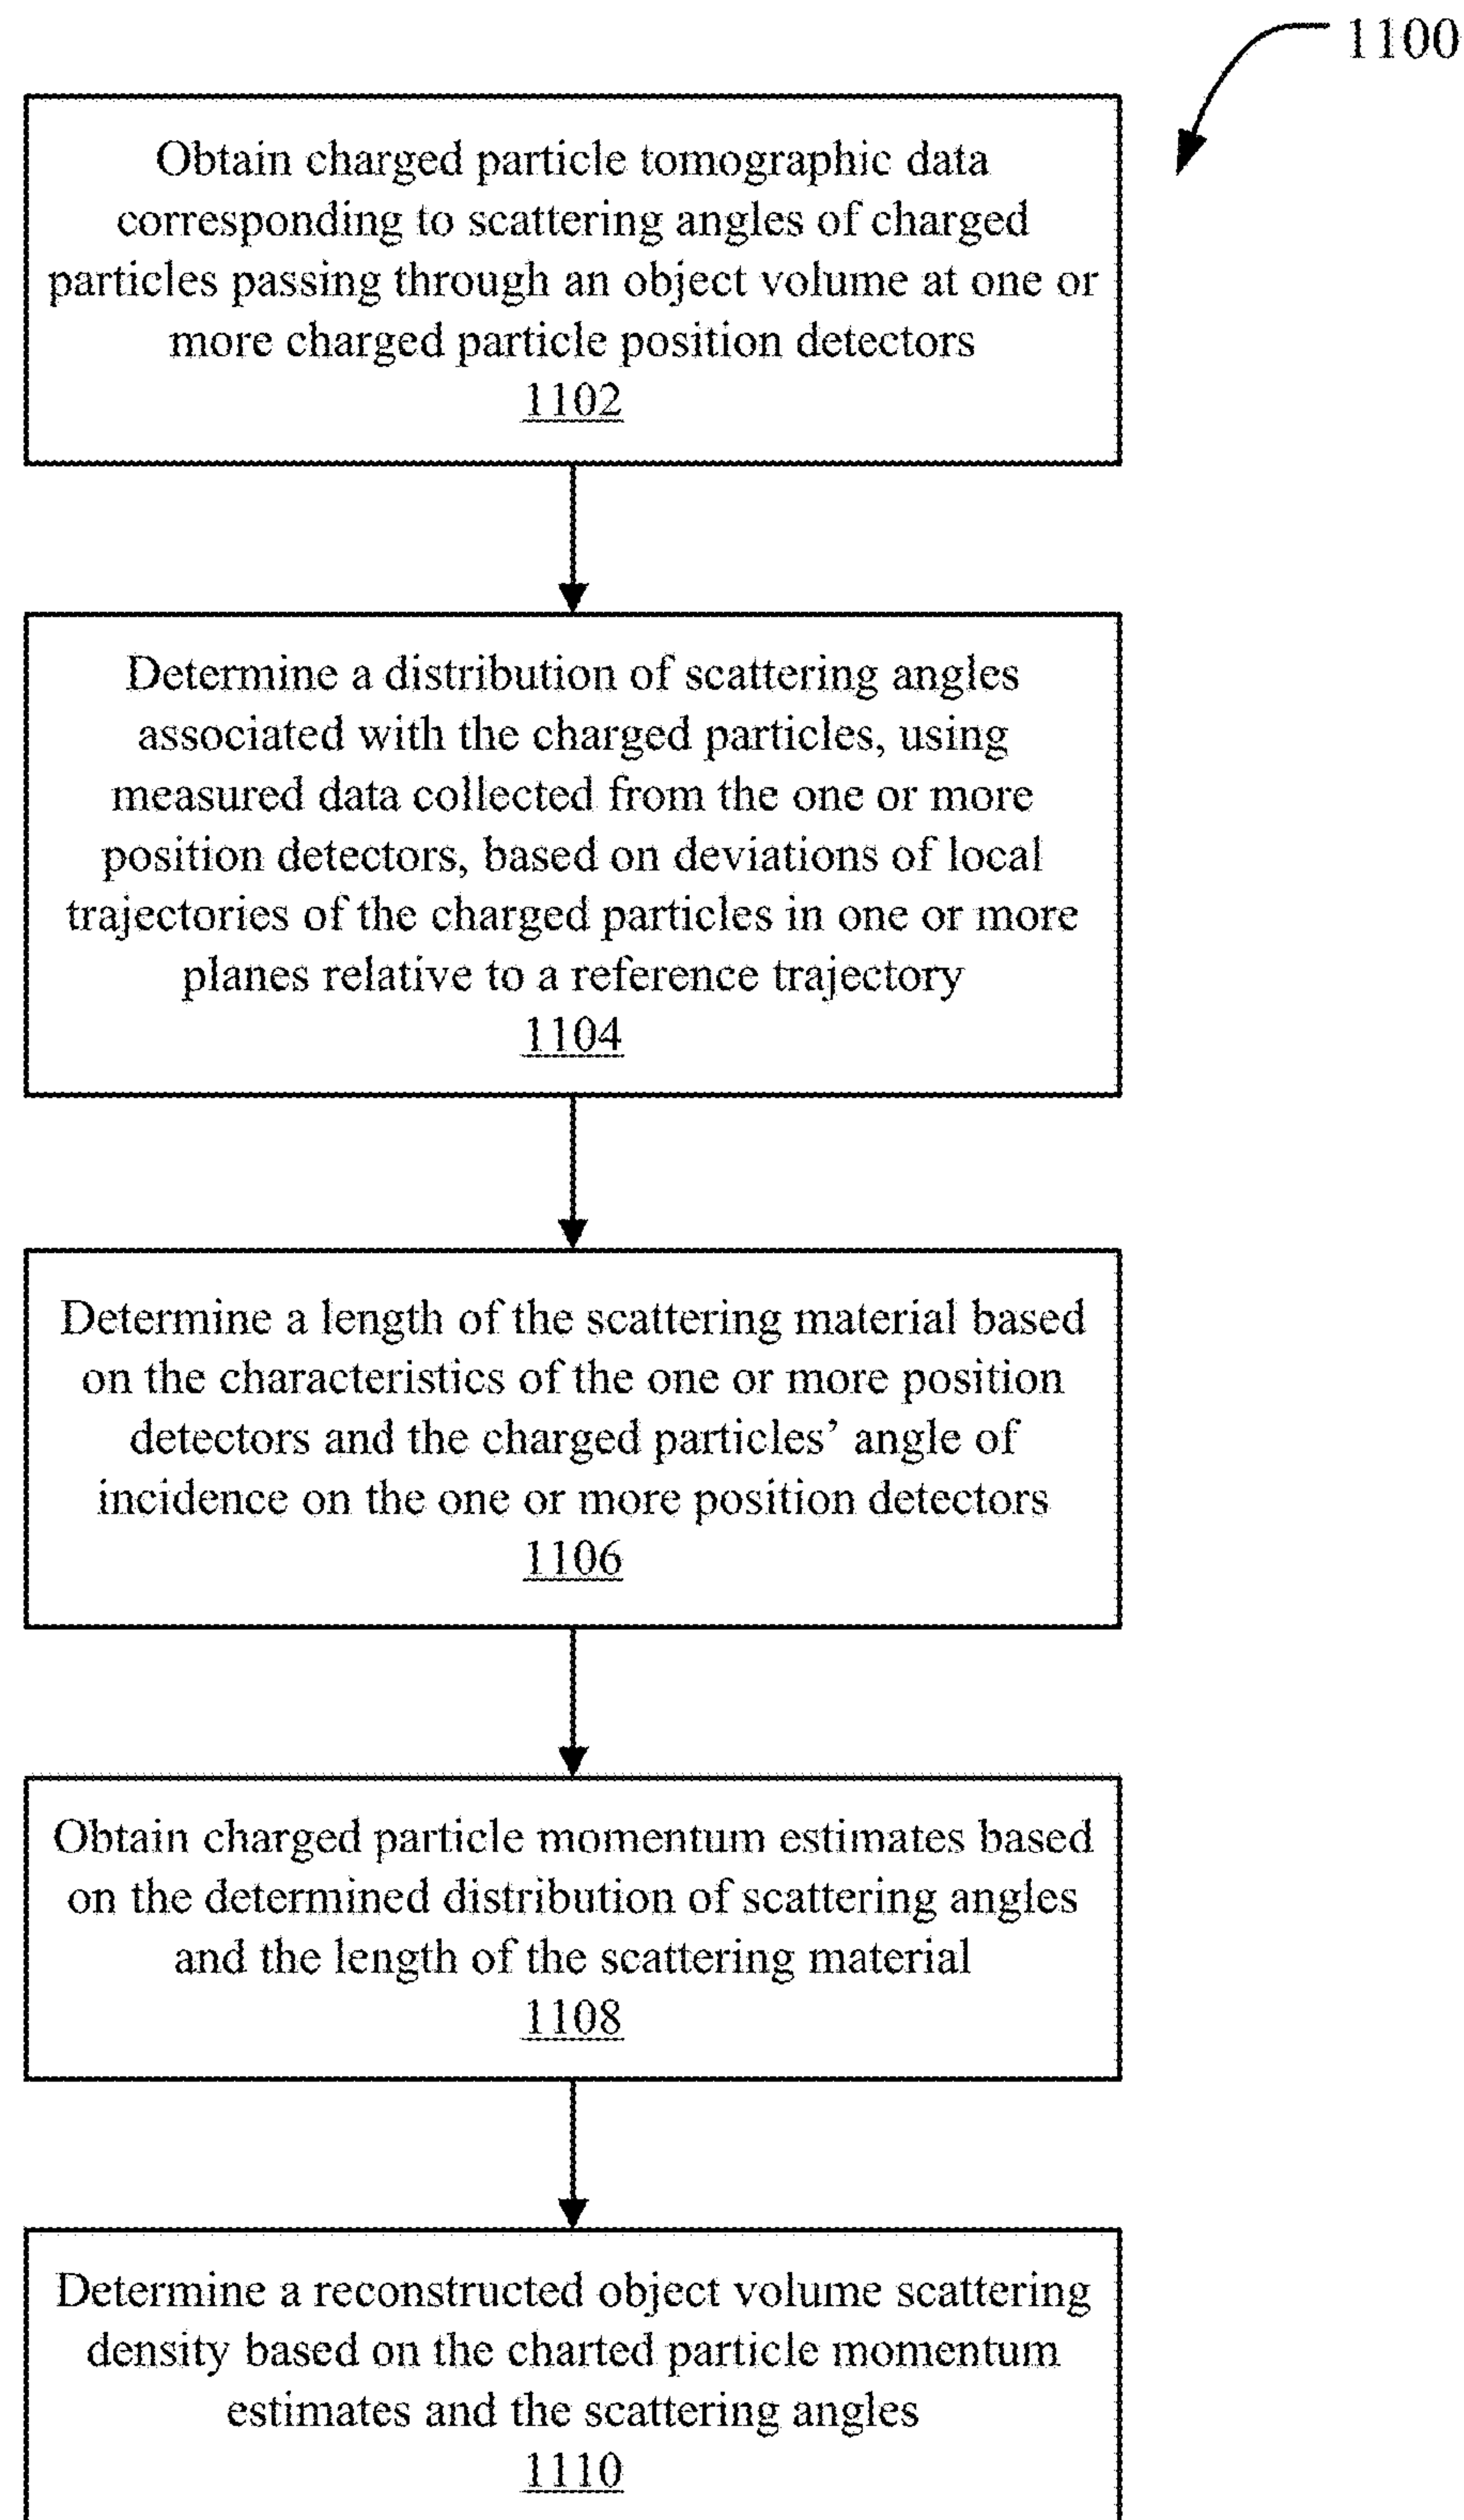 1100
Obtain charged particle tomographic data
corresponding to scattering angles of charged
particles passing through an object volume at one or
more charged particle position detectors
1102
Determine a distribution of scattering angles
associated with the charged particles, using
measured data collected from the one or more
position detectors, based on deviations of local
trajectories of the charged particles in one or more
planes relative to a reference trajectory
1104
Determine a length of the scattering material based
on the characteristics of the one or more position
detectors and the charged particles’ angle of
incidence on the one or more position detectors
1106
Obtain charged particle momentum estimates based
on the determined distribution of scattering angles
and the length of the scattering material
1108
Determine a reconstructed object volume scattering
density based on the charted particle momentum
estimates and the scattering angles
1110